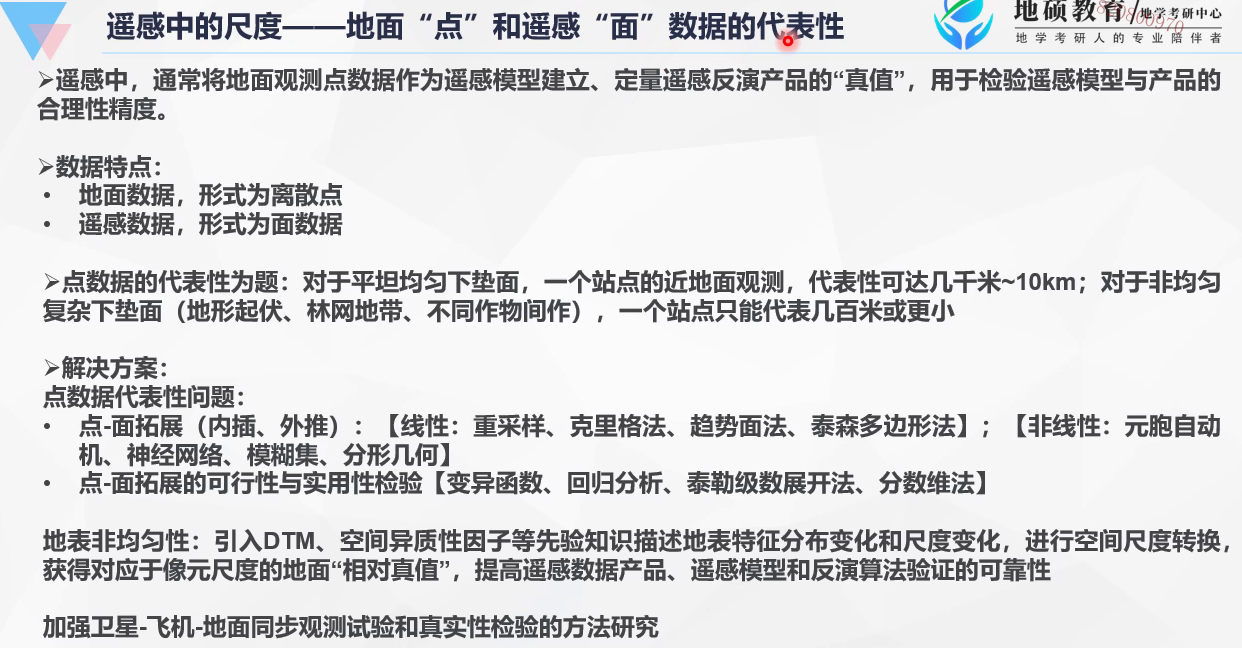 遥感中的尺度——地面“点”和遥感“面”数据的代表性
地硕教育/地学考研中心
地学考研人的专业陪伴者
➢遥感中，通常将地面观测点数据作为遥感模型建立、定量遥感反演产品的“真值”，用于检验遥感模型与产品的
合理性精度。
➢数据特点：
• 地面数据，形式为离散点
• 遥感数据，形式为面数据
➢点数据的代表性为题：对于平坦均匀下垫面，一个站点的近地面观测，代表性可达几千米~10km；对于非均匀
复杂下垫面（地形起伏、林网地带、不同作物间作），一个站点只能代表几百米或更小
➢解决方案：
点数据代表性问题：
• 点-面拓展（内插、外推）：【线性：重采样、克里格法、趋势面法、泰森多边形法】；【非线性：元胞自动
机、神经网络、模糊集、分形几何】
• 点-面拓展的可行性与实用性检验【变异函数、回归分析、泰勒级数展开法、分数维法】
地表非均匀性：引入DTM、空间异质性因子等先验知识描述地表特征分布变化和尺度变化，进行空间尺度转换，
获得对应于像元尺度的地面“相对真值”，提高遥感数据产品、遥感模型和反演算法验证的可靠性
加强卫星-飞机-地面同步观测试验和真实性检验的方法研究